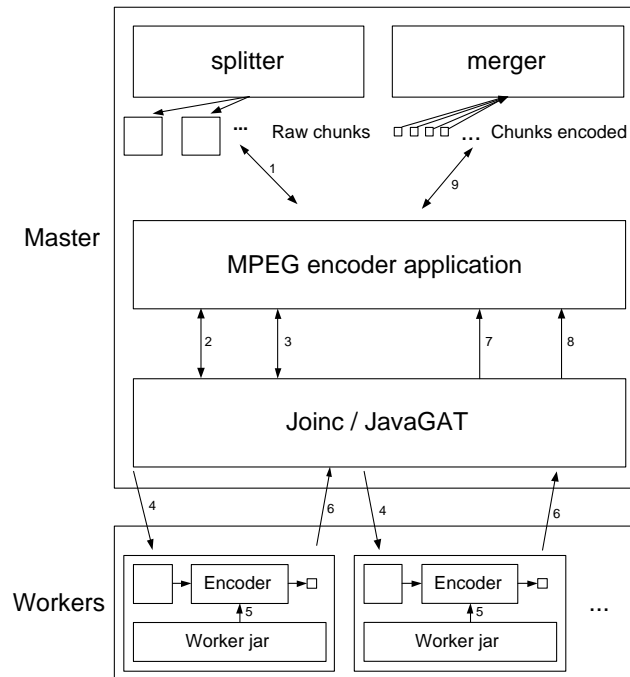 splitter
merger
... Raw chunks
... Chunks encoded
1
9
Master
MPEG encoder application
2
3
7
8
Joinc / JavaGAT
4
6
4
6
Workers
Encoder
5
Worker jar
Encoder
5
Worker jar
...